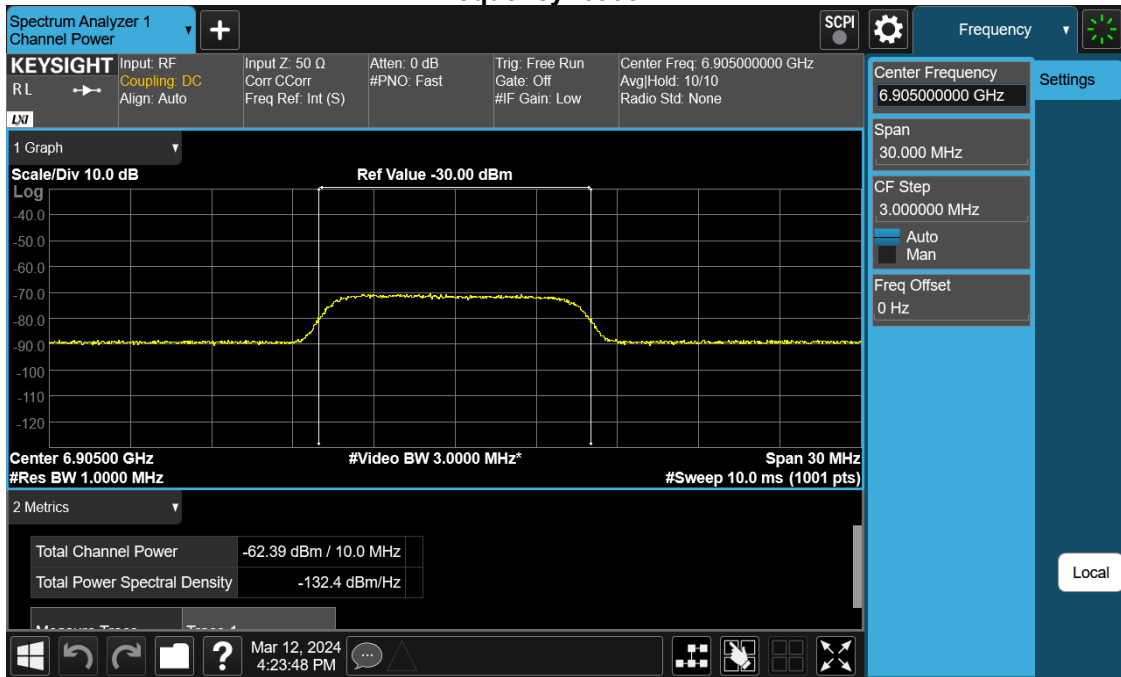 Spectrum Analyzer 1
Channel Power
SCPI
Frequency
KEYSIGHT
RL
LXI
Input: RF
Coupling: DC
Align: Auto
Input Z: 50 Ω
Corr CCorr
Freq Ref: Int (S)
Atten: 0 dB
#PNO: Fast
Trig: Free Run
Gate: Off
#IF Gain: Low
Center Freq: 6.905000000 GHz
Avg|Hold: 10/10
Radio Std: None
Center Frequency
6.905000000 GHz
Settings
Span
30.000 MHz
CF Step
3.000000 MHz
Auto
Man
Freq Offset
0 Hz
1 Graph
Scale/Div 10.0 dB
Ref Value -30.00 dBm
Log
-40.0
-50.0
-60.0
-70.0
-80.0
-90.0
-100
-110
-120
Center 6.90500 GHz
#Video BW 3.0000 MHz*
Span 30 MHz
#Res BW 1.0000 MHz
#Sweep 10.0 ms (1001 pts)
2 Metrics
Total Channel Power -62.39 dBm / 10.0 MHz
Total Power Spectral Density -132.4 dBm/Hz
Local
?
Mar 12, 2024
4:23:48 PM